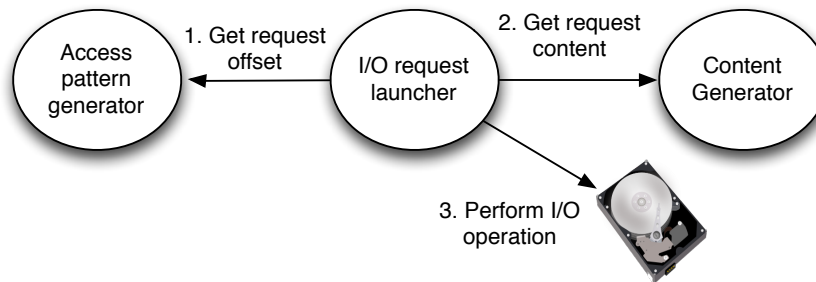 Access
pattern
generator
1. Get request
offset
I/O request
launcher
2. Get request
content
Content
Generator
3. Perform I/O
operation